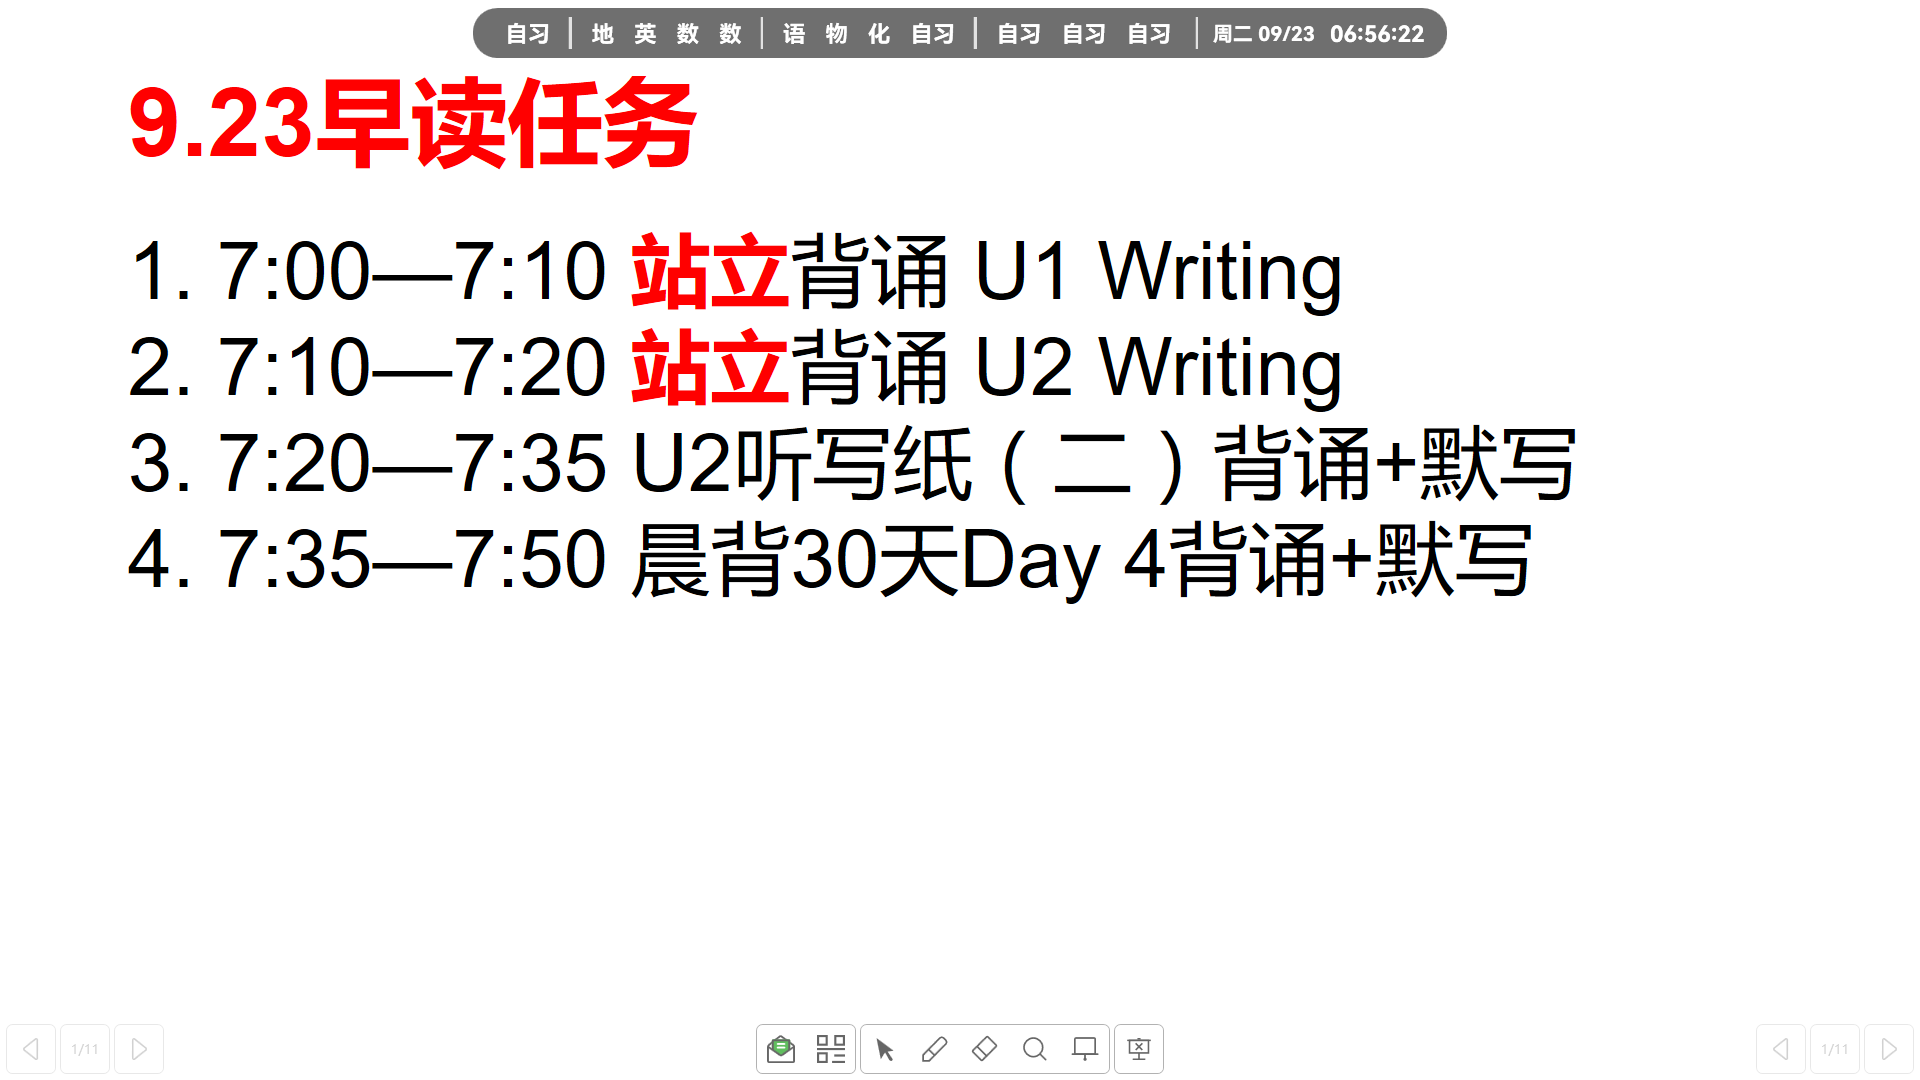 自习 | 地 英 数 数 | 语 物 化 自习 | 自习 自习 自习 | 周二 09/23 06:56:22
9.23早读任务
1. 7:00—7:10 站立背诵 U1 Writing
2. 7:10—7:20 站立背诵 U2 Writing
3. 7:20—7:35 U2听写纸（二）背诵+默写
4. 7:35—7:50 晨背30天Day 4背诵+默写
1/11
1/11